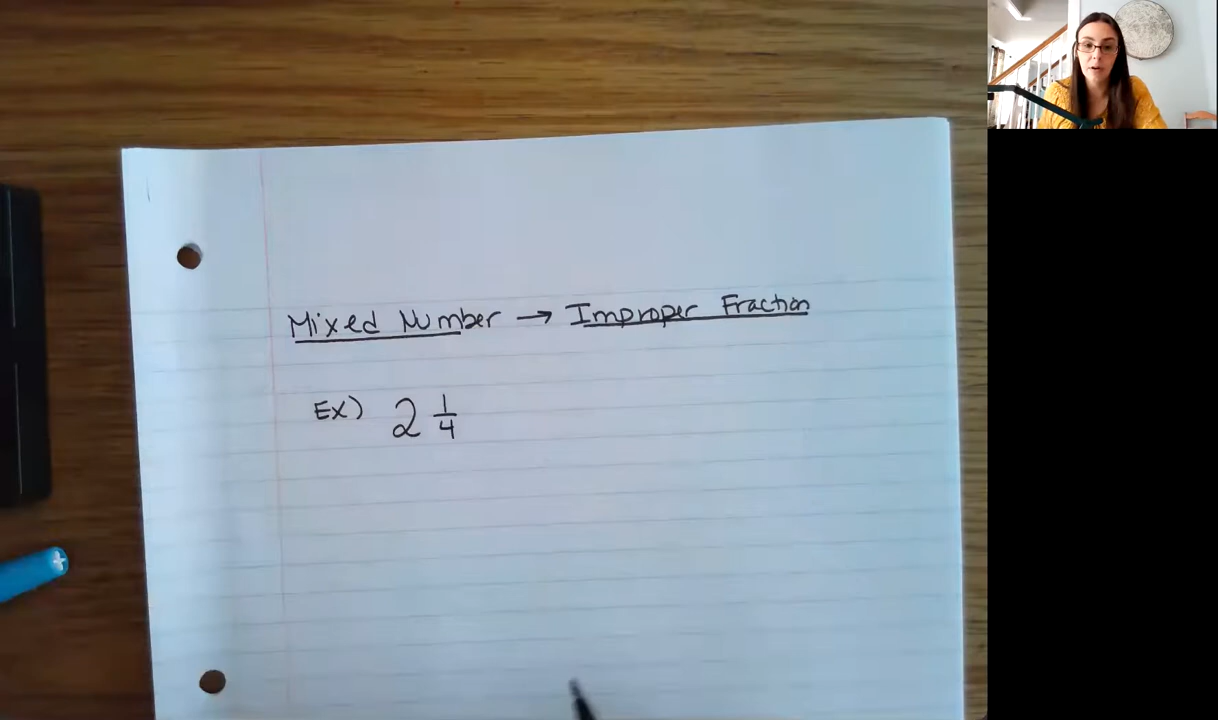 Mixed Number → Improper Fraction
Ex) 2 1/4